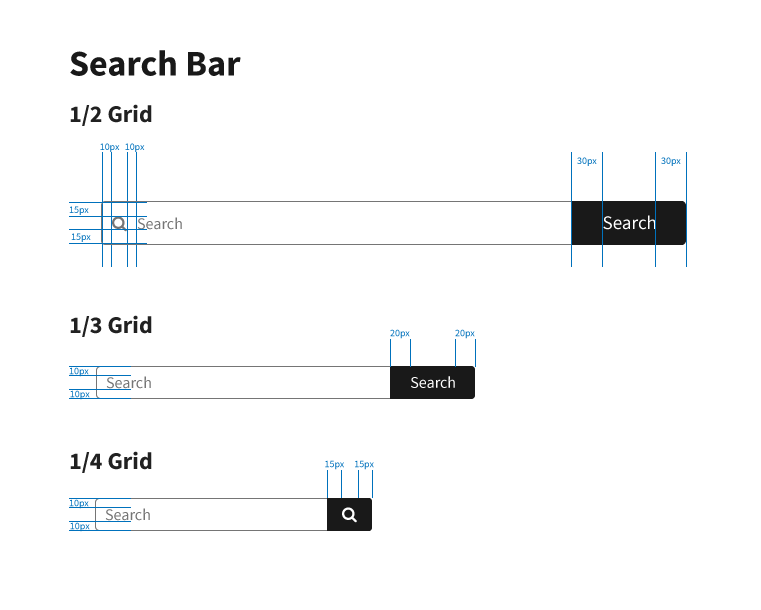 Search Bar
1/2 Grid
10px 10px
30px 30px
15px
Search Search
15px
1/3 Grid
20px 20px
10px
Search Search
10px
1/4 Grid
15px 15px
10px
Search
10px